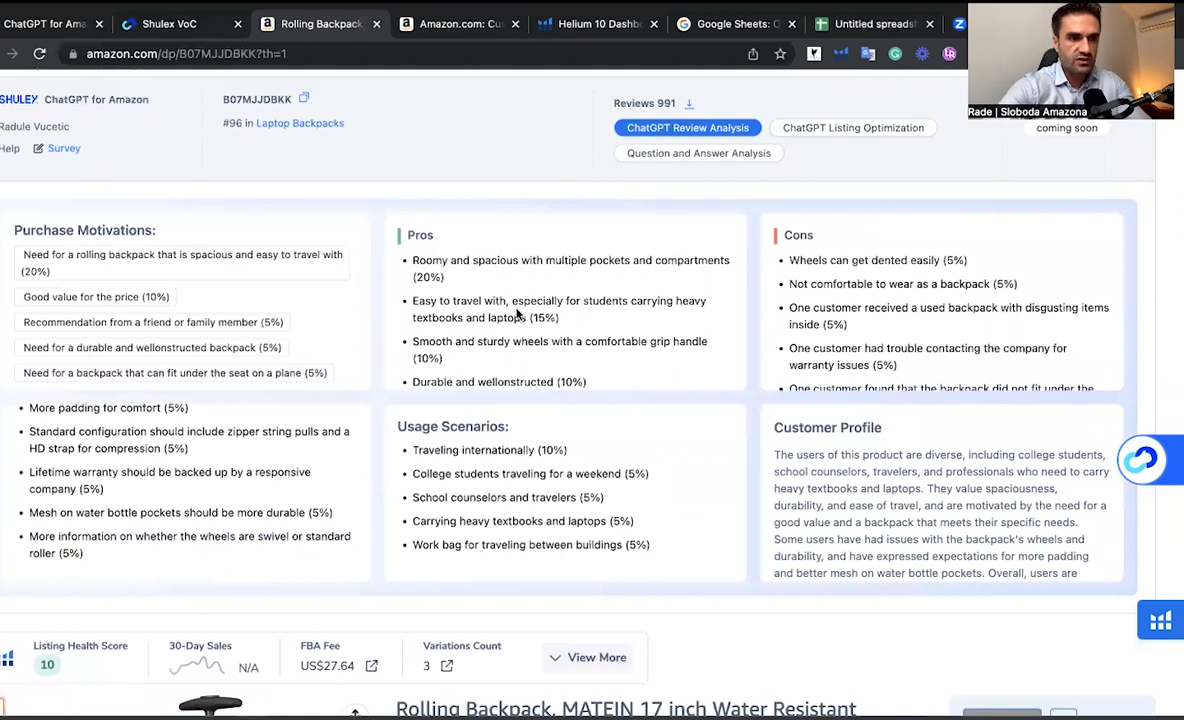 ChatGPT for Ama
Shulex VoC
Rolling Backpack,
Amazon.com: Cu
Helium 10 Dashb
Google Sheets: O
Untitled spreads
amazon.com/dp/B07MJJDBKK?th=1
Rade | Sloboda Amazona
SHULEX ChatGPT for Amazon
Radule Vucetic
Help Survey
B07MJJDBKK
#96 in Laptop Backpacks
Reviews 991
ChatGPT Review Analysis
ChatGPT Listing Optimization
coming soon
Question and Answer Analysis
Purchase Motivations:
Need for a rolling backpack that is spacious and easy to travel with
(20%)
Good value for the price (10%)
Recommendation from a friend or family member (5%)
Need for a durable and wellonstructed backpack (5%)
Need for a backpack that can fit under the seat on a plane (5%)
Pros
• Roomy and spacious with multiple pockets and compartments
(20%)
• Easy to travel with, especially for students carrying heavy
textbooks and laptops (15%)
• Smooth and sturdy wheels with a comfortable grip handle
(10%)
• Durable and wellonstructed (10%)
Cons
• Wheels can get dented easily (5%)
• Not comfortable to wear as a backpack (5%)
• One customer received a used backpack with disgusting items
inside (5%)
• One customer had trouble contacting the company for
warranty issues (5%)
• One customer found that the backpack did not fit under the
• More padding for comfort (5%)
• Standard configuration should include zipper string pulls and a
HD strap for compression (5%)
• Lifetime warranty should be backed up by a responsive
company (5%)
• Mesh on water bottle pockets should be more durable (5%)
• More information on whether the wheels are swivel or standard
roller (5%)
Usage Scenarios:
• Traveling internationally (10%)
• College students traveling for a weekend (5%)
• School counselors and travelers (5%)
• Carrying heavy textbooks and laptops (5%)
• Work bag for traveling between buildings (5%)
Customer Profile
The users of this product are diverse, including college students,
school counselors, travelers, and professionals who need to carry
heavy textbooks and laptops. They value spaciousness,
durability, and ease of travel, and are motivated by the need for a
good value and a backpack that meets their specific needs.
Some users have had issues with the backpack's wheels and
durability, and have expressed expectations for more padding
and better mesh on water bottle pockets. Overall, users are
Listing Health Score
10
30-Day Sales
N/A
FBA Fee
US$27.64
Variations Count
3
View More
Rolling Backpack, MATEIN 17 inch Water Resistant